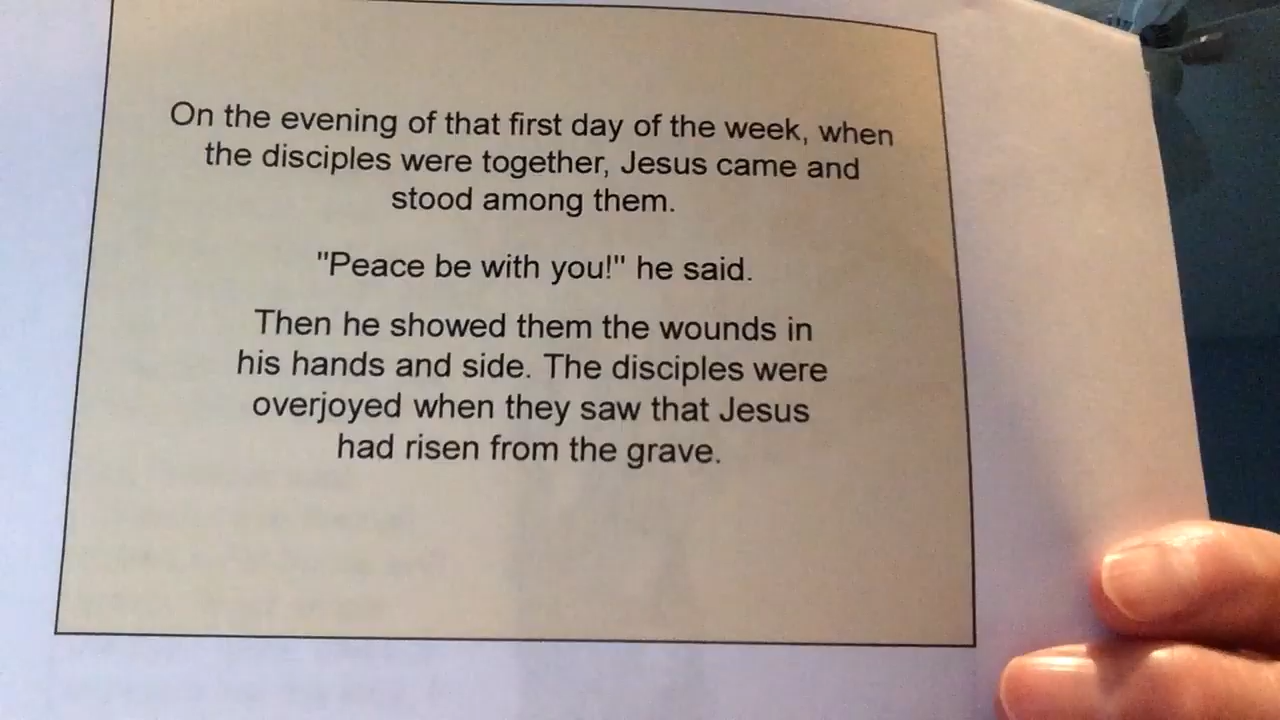 On the evening of that first day of the week, when
the disciples were together, Jesus came and
stood among them.
"Peace be with you!" he said.
Then he showed them the wounds in
his hands and side. The disciples were
overjoyed when they saw that Jesus
had risen from the grave.